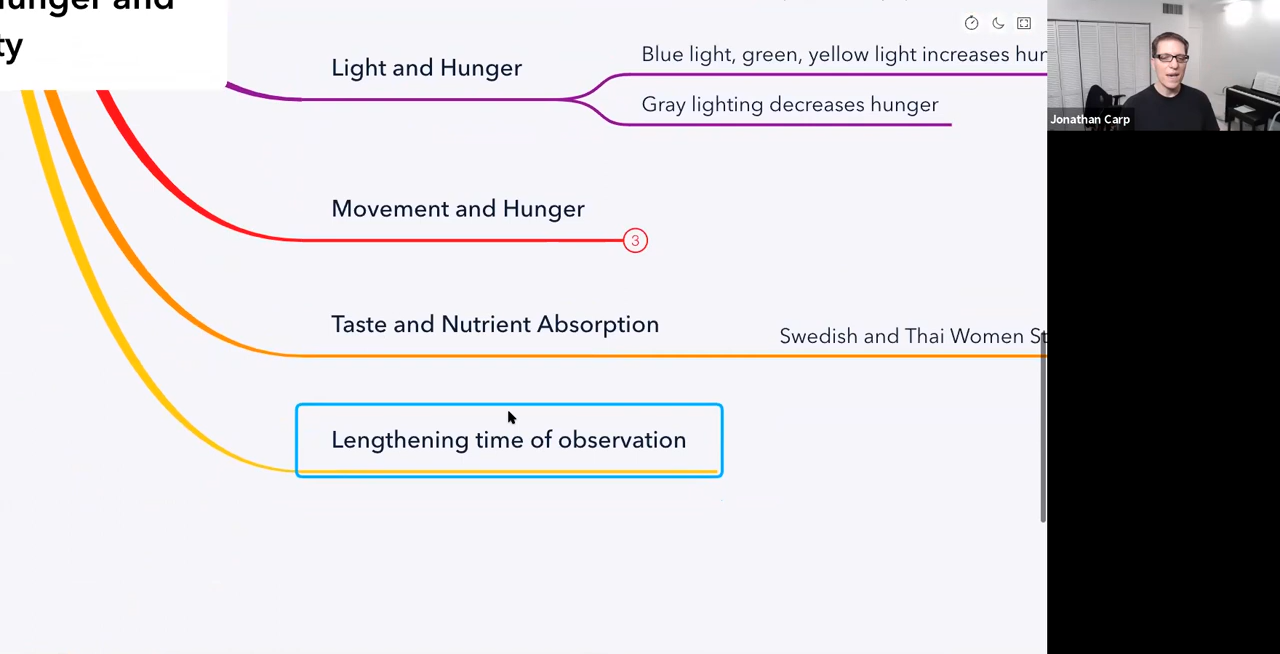 ty
Light and Hunger
Blue light, green, yellow light increases hun
Gray lighting decreases hunger
Jonathan Carp
Movement and Hunger
3
Taste and Nutrient Absorption
Swedish and Thai Women St
Lengthening time of observation